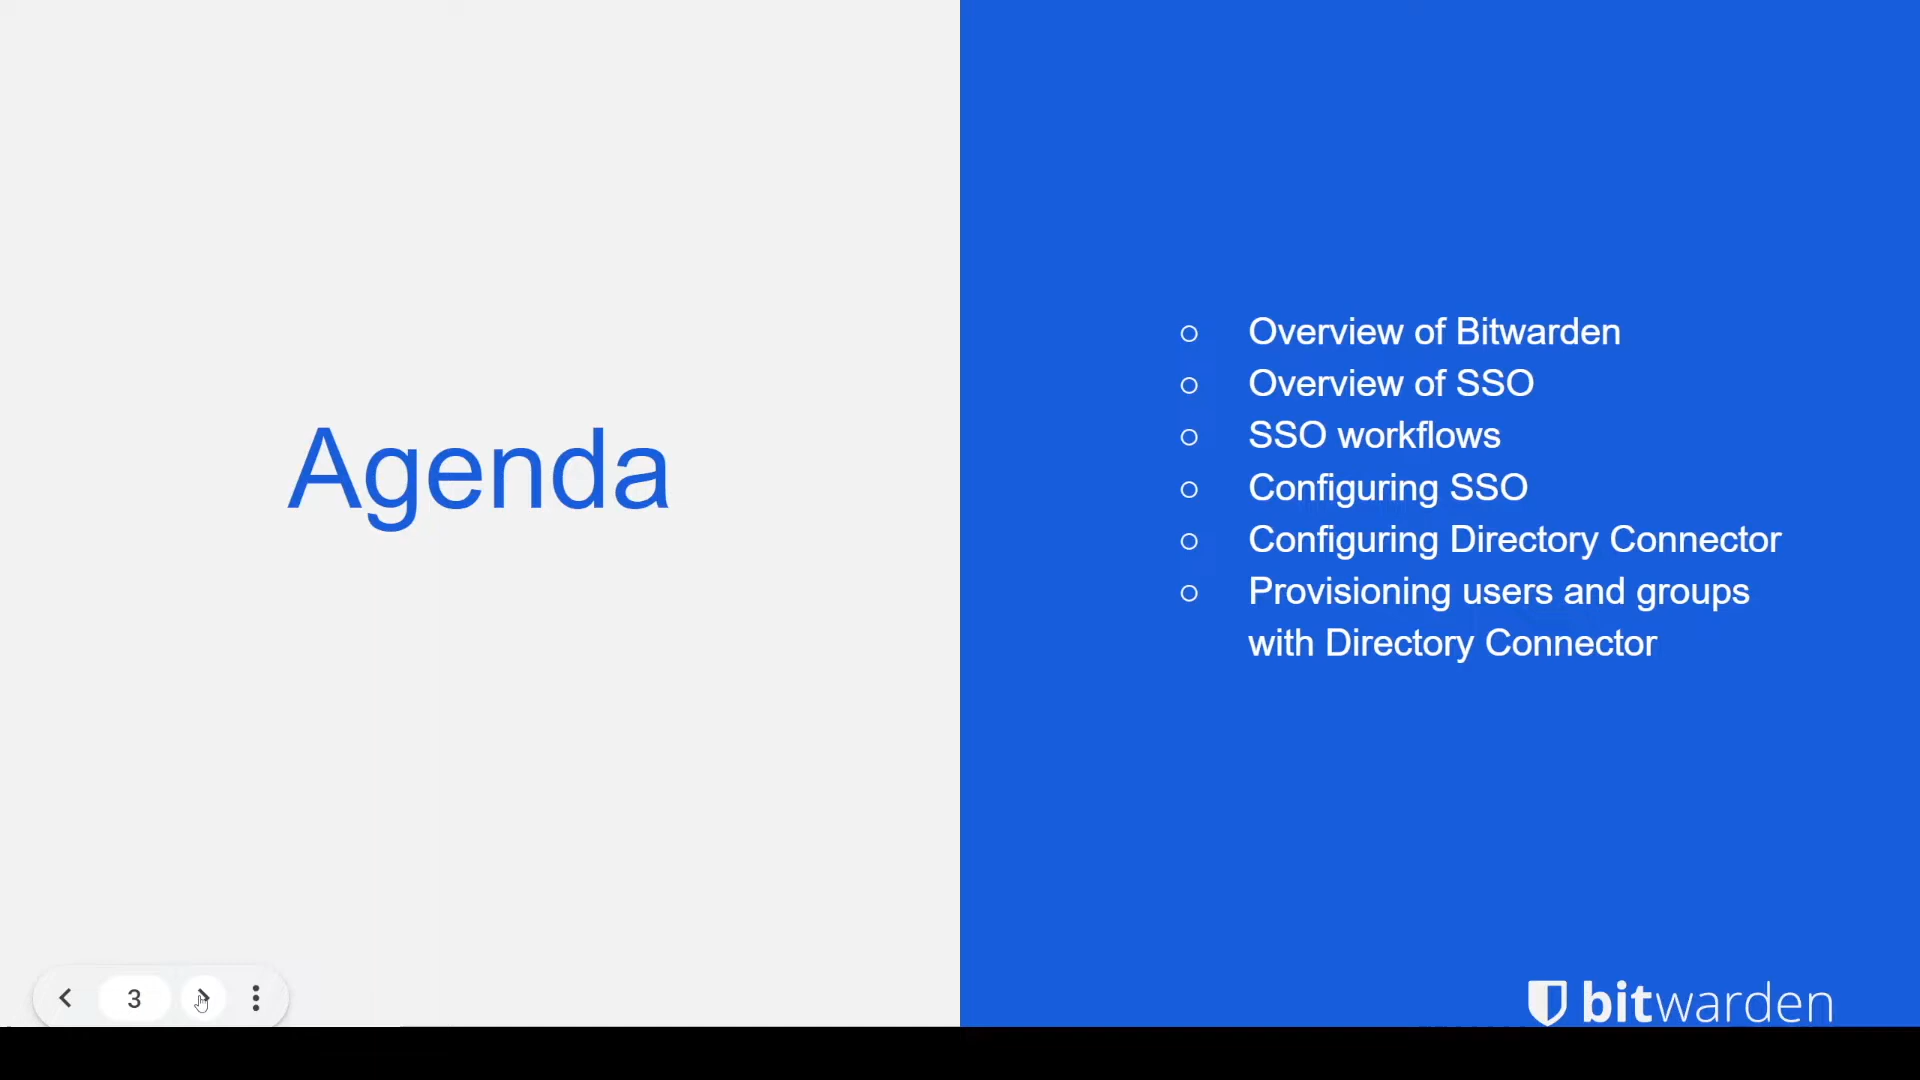 Agenda
○ Overview of Bitwarden
○ Overview of SSO
○ SSO workflows
○ Configuring SSO
○ Configuring Directory Connector
○ Provisioning users and groups
with Directory Connector
3
bitwarden